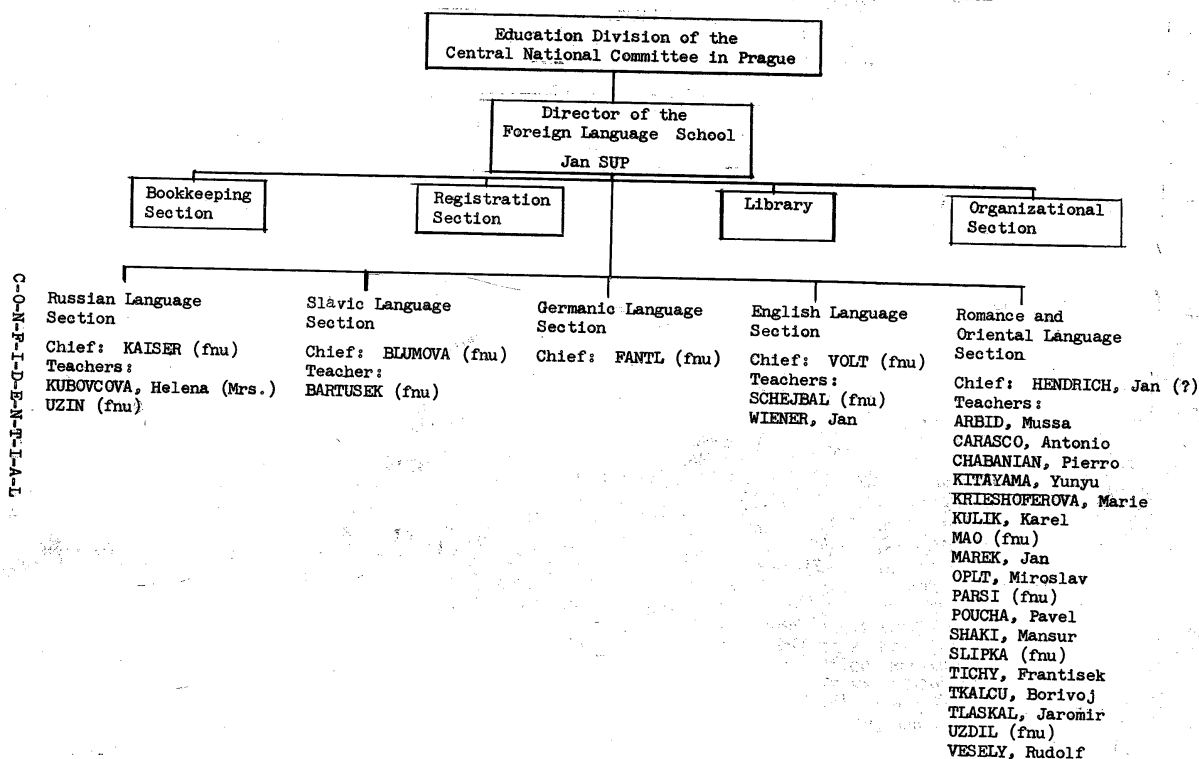 Education Division of the
Central National Committee in Prague
Director of the
Foreign Language School
Jan SUP
Bookkeeping
Section
Registration
Section
Library
Organizational
Section
C-O-N-F-I-D-E-N-T-I-A-L
Russian Language
Section
Chief: KAISER (fnu)
Teachers:
KUBOVCOVA, Helena (Mrs.)
UZIN (fnu)
Slavic Language
Section
Chief: BLUMOVA (fnu)
Teacher:
BARTUSEK (fnu)
Germanic Language
Section
Chief: FANTL (fnu)
English Language
Section
Chief: VOLT (fnu)
Teachers:
SCHEJBAL (fnu)
WIENER, Jan
Romance and
Oriental Language
Section
Chief: HENDRICH, Jan (?)
Teachers:
ARBID, Mussa
CARASCO, Antonio
CHABANIAN, Pierro
KITAYAMA, Yunyu
KRIESHOFEROVA, Marie
KULIK, Karel
MAO (fnu)
MAREK, Jan
OPLT, Miroslav
PARSI (fnu)
POUCHA, Pavel
SHAKI, Mansur
SLIPKA (fnu)
TICHY, Frantisek
TKALCU, Borivoj
TLASKAL, Jaromir
UZDIL (fnu)
VESELY, Rudolf